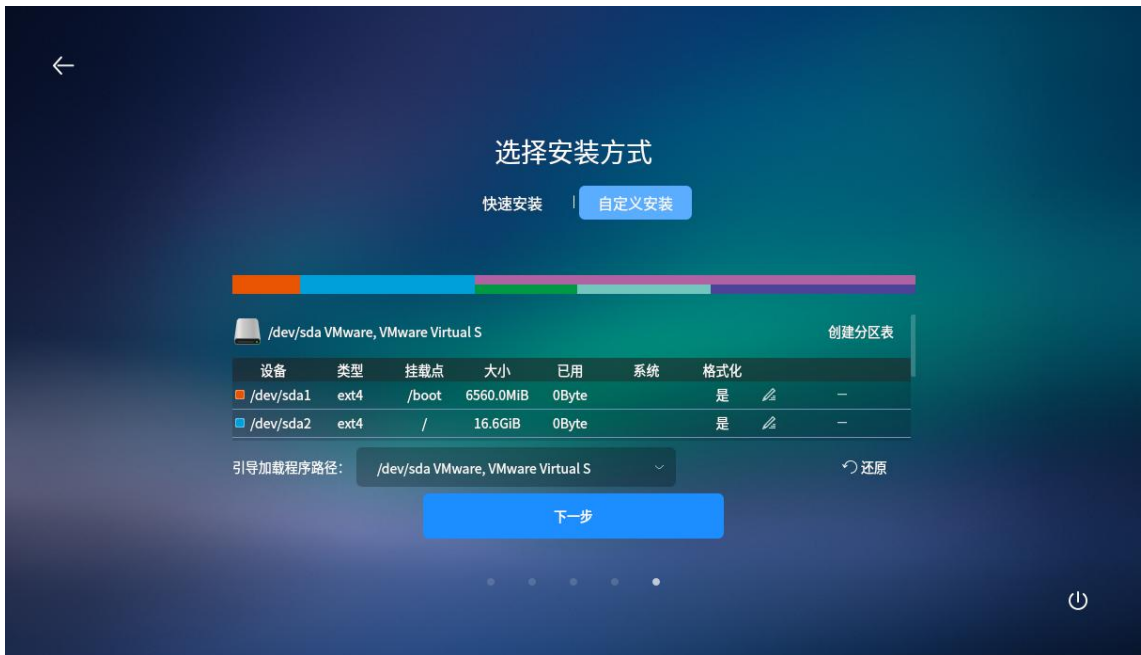 选择安装方式
快速安装 | 自定义安装
/dev/sda VMware, VMware Virtual S 创建分区表
设备 类型 挂载点 大小 已用 系统 格式化
/dev/sda1 ext4 /boot 6560.0MiB 0Byte 是 —
/dev/sda2 ext4 / 16.6GiB 0Byte 是 —
引导加载程序路径： /dev/sda VMware, VMware Virtual S 还原
下一步